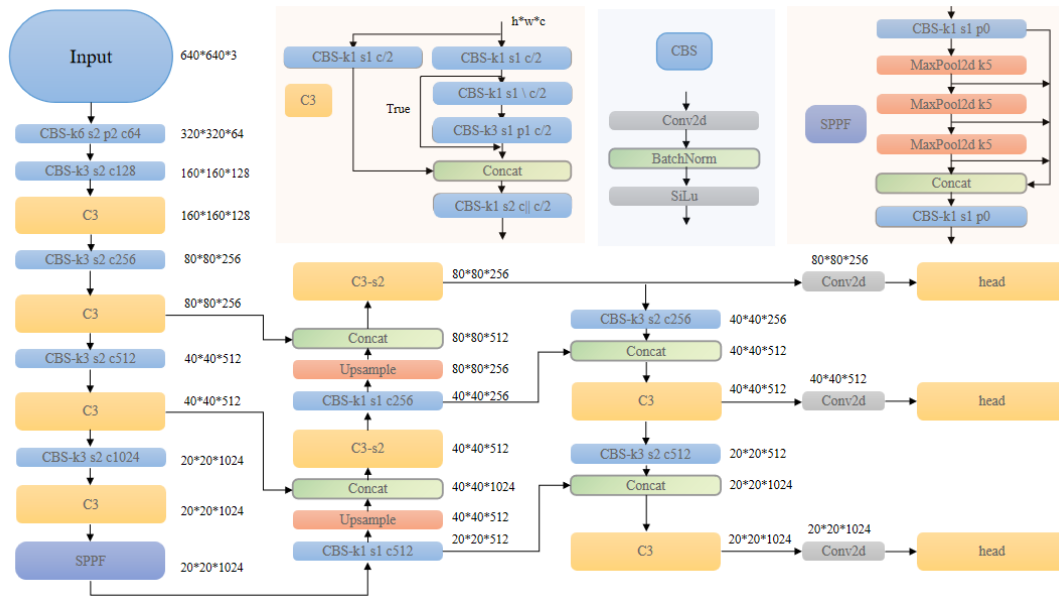 Input
640*640*3
CBS-k6 s2 p2 c64
320*320*64
CBS-k3 s2 c128
160*160*128
C3
160*160*128
CBS-k3 s2 c256
80*80*256
C3
80*80*256
CBS-k3 s2 c512
40*40*512
C3
40*40*512
CBS-k3 s2 c1024
20*20*1024
C3
20*20*1024
SPPF
20*20*1024
h*w*c
CBS-k1 s1 c/2
CBS-k1 s1 c/2
C3
True
CBS-k1 s1 \ c/2
CBS-k3 s1 p1 c/2
Concat
CBS-k1 s2 c|| c/2
CBS
Conv2d
BatchNorm
SiLu
SPPF
CBS-k1 s1 p0
MaxPool2d k5
MaxPool2d k5
MaxPool2d k5
Concat
CBS-k1 s1 p0
C3-s2
80*80*256
Concat
80*80*512
Upsample
80*80*256
CBS-k1 s1 c256
40*40*256
C3-s2
40*40*512
Concat
40*40*1024
Upsample
40*40*512
20*20*512
CBS-k1 s1 c512
80*80*256
Conv2d
head
CBS-k3 s2 c256
40*40*256
Concat
40*40*512
C3
40*40*512
40*40*512
Conv2d
head
CBS-k3 s2 c512
20*20*512
Concat
20*20*1024
C3
20*20*1024
20*20*1024
Conv2d
head